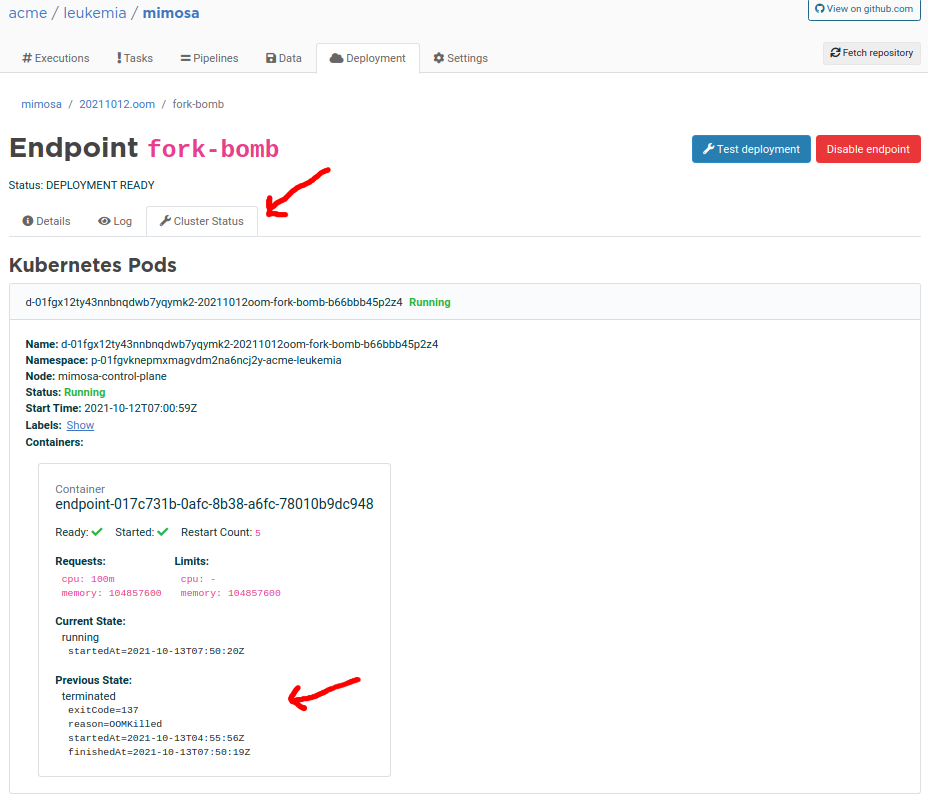 acme / leukemia / mimosa
View on github.com
Executions
Tasks
Pipelines
Data
Deployment
Settings
Fetch repository
mimosa / 20211012.oom / fork-bomb
Endpoint fork-bomb
Test deployment
Disable endpoint
Status: DEPLOYMENT READY
Details
Log
Cluster Status
Kubernetes Pods
d-01fgx12ty43nnbnqdwb7yqymk2-20211012oom-fork-bomb-b66bbb45p2z4 Running
Name: d-01fgx12ty43nnbnqdwb7yqymk2-20211012oom-fork-bomb-b66bbb45p2z4
Namespace: p-01fgvknepmxmagvdm2na6ncj2y-acme-leukemia
Node: mimosa-control-plane
Status: Running
Start Time: 2021-10-12T07:00:59Z
Labels: Show
Containers:
Container
endpoint-017c731b-0afc-8b38-a6fc-78010b9dc948
Ready: Started: Restart Count: 5
Requests:
cpu: 100m
memory: 104857600
Limits:
cpu: -
memory: 104857600
Current State:
running
startedAt=2021-10-13T07:50:20Z
Previous State:
terminated
exitCode=137
reason=OOMKilled
startedAt=2021-10-13T04:55:56Z
finishedAt=2021-10-13T07:50:19Z